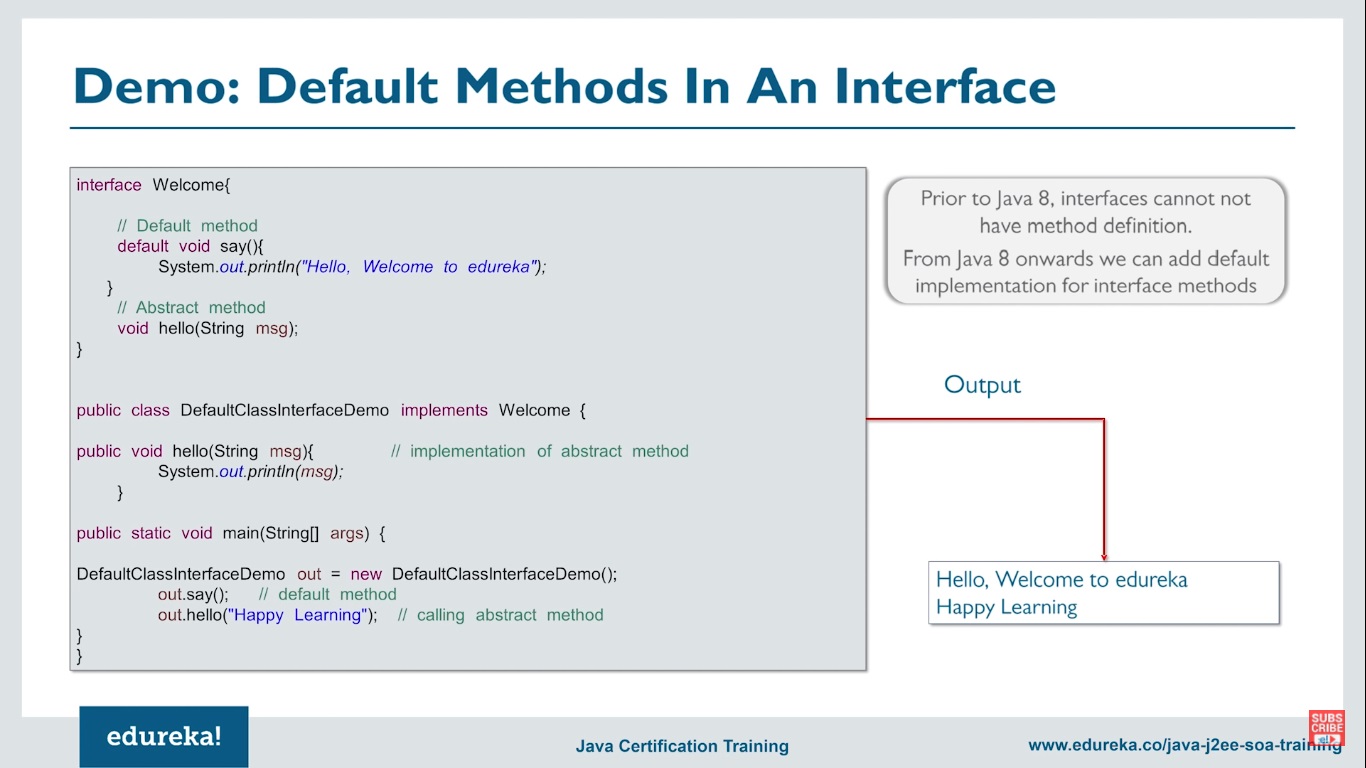 Demo: Default Methods In An Interface
interface Welcome{
// Default method
default void say(){
System.out.println("Hello, Welcome to edureka");
}
// Abstract method
void hello(String msg);
}
public class DefaultClassInterfaceDemo implements Welcome {
public void hello(String msg){ // implementation of abstract method
System.out.println(msg);
}
public static void main(String[] args) {
DefaultClassInterfaceDemo out = new DefaultClassInterfaceDemo();
out.say(); // default method
out.hello("Happy Learning"); // calling abstract method
}
}
Prior to Java 8, interfaces cannot not
have method definition.
From Java 8 onwards we can add default
implementation for interface methods
Output
Hello, Welcome to edureka
Happy Learning
edureka!
Java Certification Training
www.edureka.co/java-j2ee-soa-training
SUBS
CRIBE